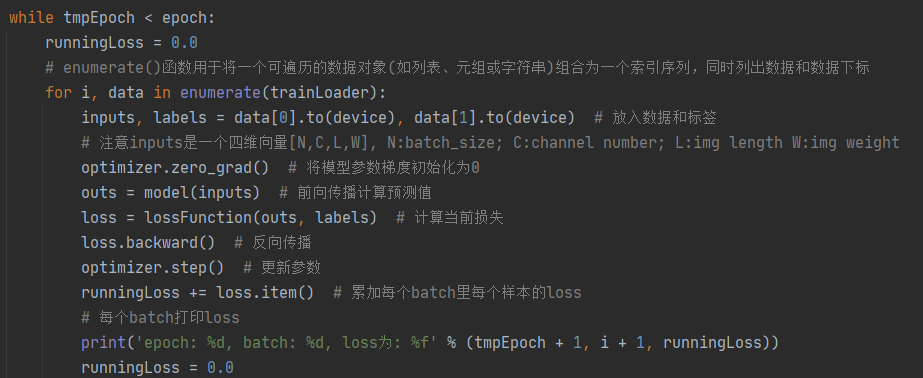 while tmpEpoch < epoch:
    runningLoss = 0.0
    # enumerate()函数用于将一个可遍历的数据对象(如列表、元组或字符串)组合为一个索引序列，同时列出数据和数据下标
    for i, data in enumerate(trainLoader):
        inputs, labels = data[0].to(device), data[1].to(device)  # 放入数据和标签
        # 注意inputs是一个四维向量[N,C,L,W], N:batch_size; C:channel number; L:img length W:img weight
        optimizer.zero_grad()  # 将模型参数梯度初始化为0
        outs = model(inputs)  # 前向传播计算预测值
        loss = lossFunction(outs, labels)  # 计算当前损失
        loss.backward()  # 反向传播
        optimizer.step()  # 更新参数
        runningLoss += loss.item()  # 累加每个batch里每个样本的loss
        # 每个batch打印loss
        print('epoch: %d, batch: %d, loss为: %f' % (tmpEpoch + 1, i + 1, runningLoss))
        runningLoss = 0.0